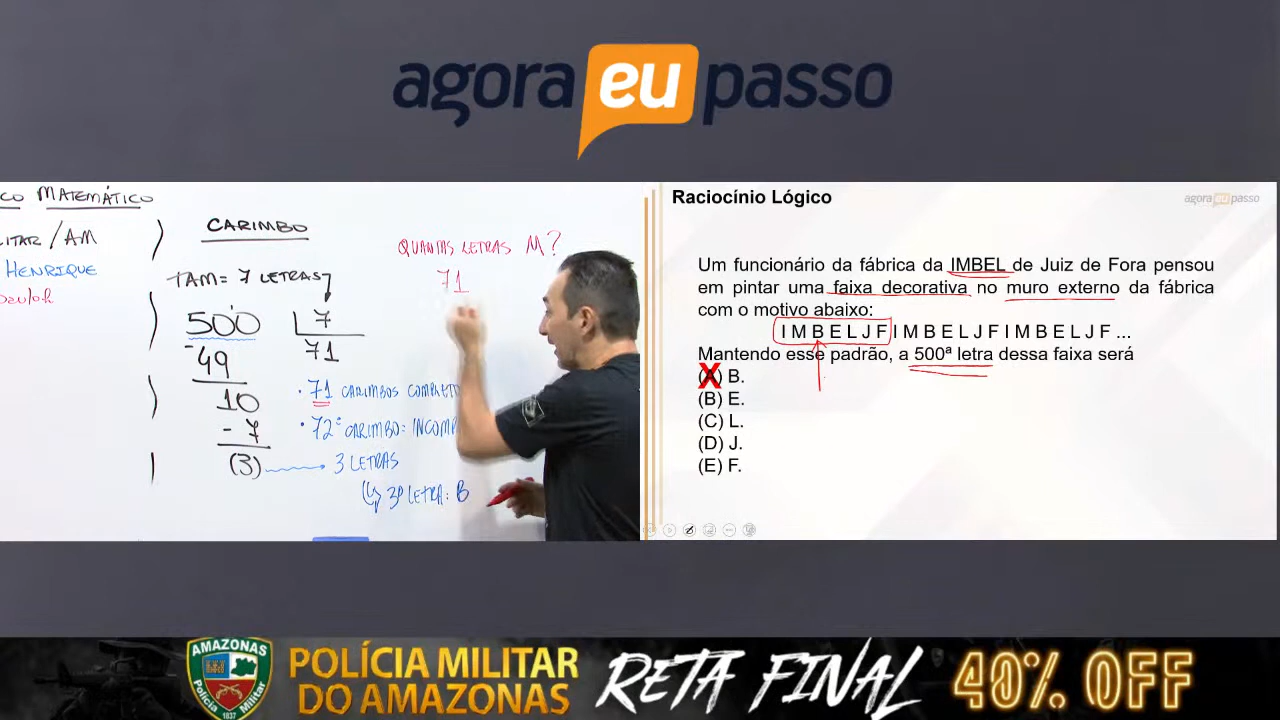 agora eu passo
CO MATEMÁTICO
ITAR / AM
HENRIQUE
CARIMBO
TAM = 7 LETRAS
500 7
-49 71
10
- 7
(3) 3 LETRAS
• 71 CARIMBOS COMPLET
• 72º CARIMBO: INCOMP
↳ 3ª LETRA: B
QUANTAS LETRAS M?
71
Raciocínio Lógico
agora eu passo
Um funcionário da fábrica da IMBEL de Juiz de Fora pensou
em pintar uma faixa decorativa no muro externo da fábrica
com o motivo abaixo:
I M B E L J F I M B E L J F I M B E L J F ...
Mantendo esse padrão, a 500ª letra dessa faixa será
(A) B.
(B) E.
(C) L.
(D) J.
(E) F.
AMAZONAS
Polícia Militar
1837
POLÍCIA MILITAR
DO AMAZONAS
RETA FINAL
40% OFF